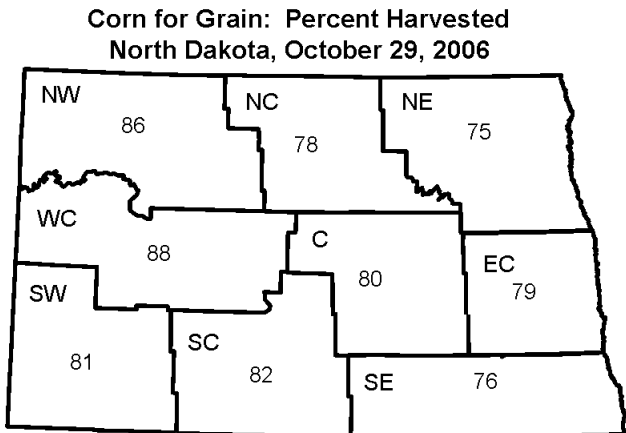 Corn for Grain: Percent Harvested
North Dakota, October 29, 2006
NW
86
NC
78
NE
75
WC
88
C
80
EC
79
SW
81
SC
82
SE
76